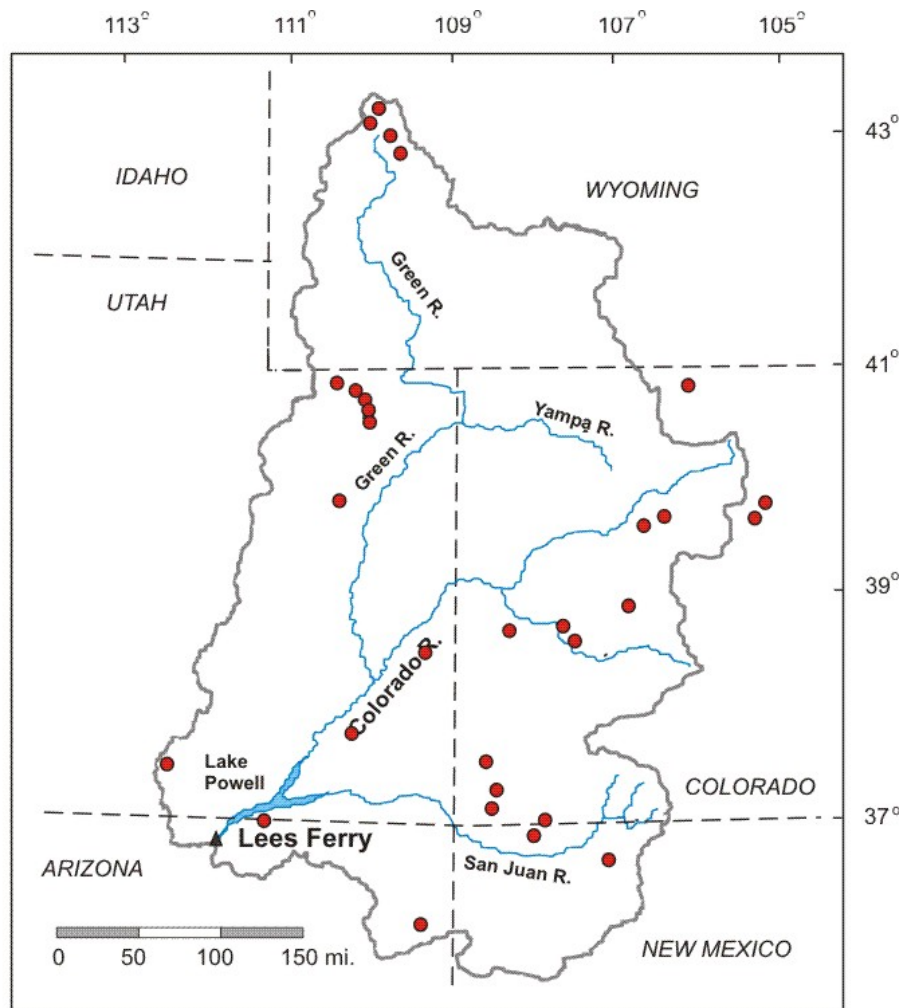 113° 111° 109° 107° 105°
43°
IDAHO
WYOMING
Green R.
UTAH
41°
Yampa R.
Green R.
39°
Colorado R.
Lake
Powell
COLORADO
37°
Lees Ferry
ARIZONA
San Juan R.
NEW MEXICO
0 50 100 150 mi.